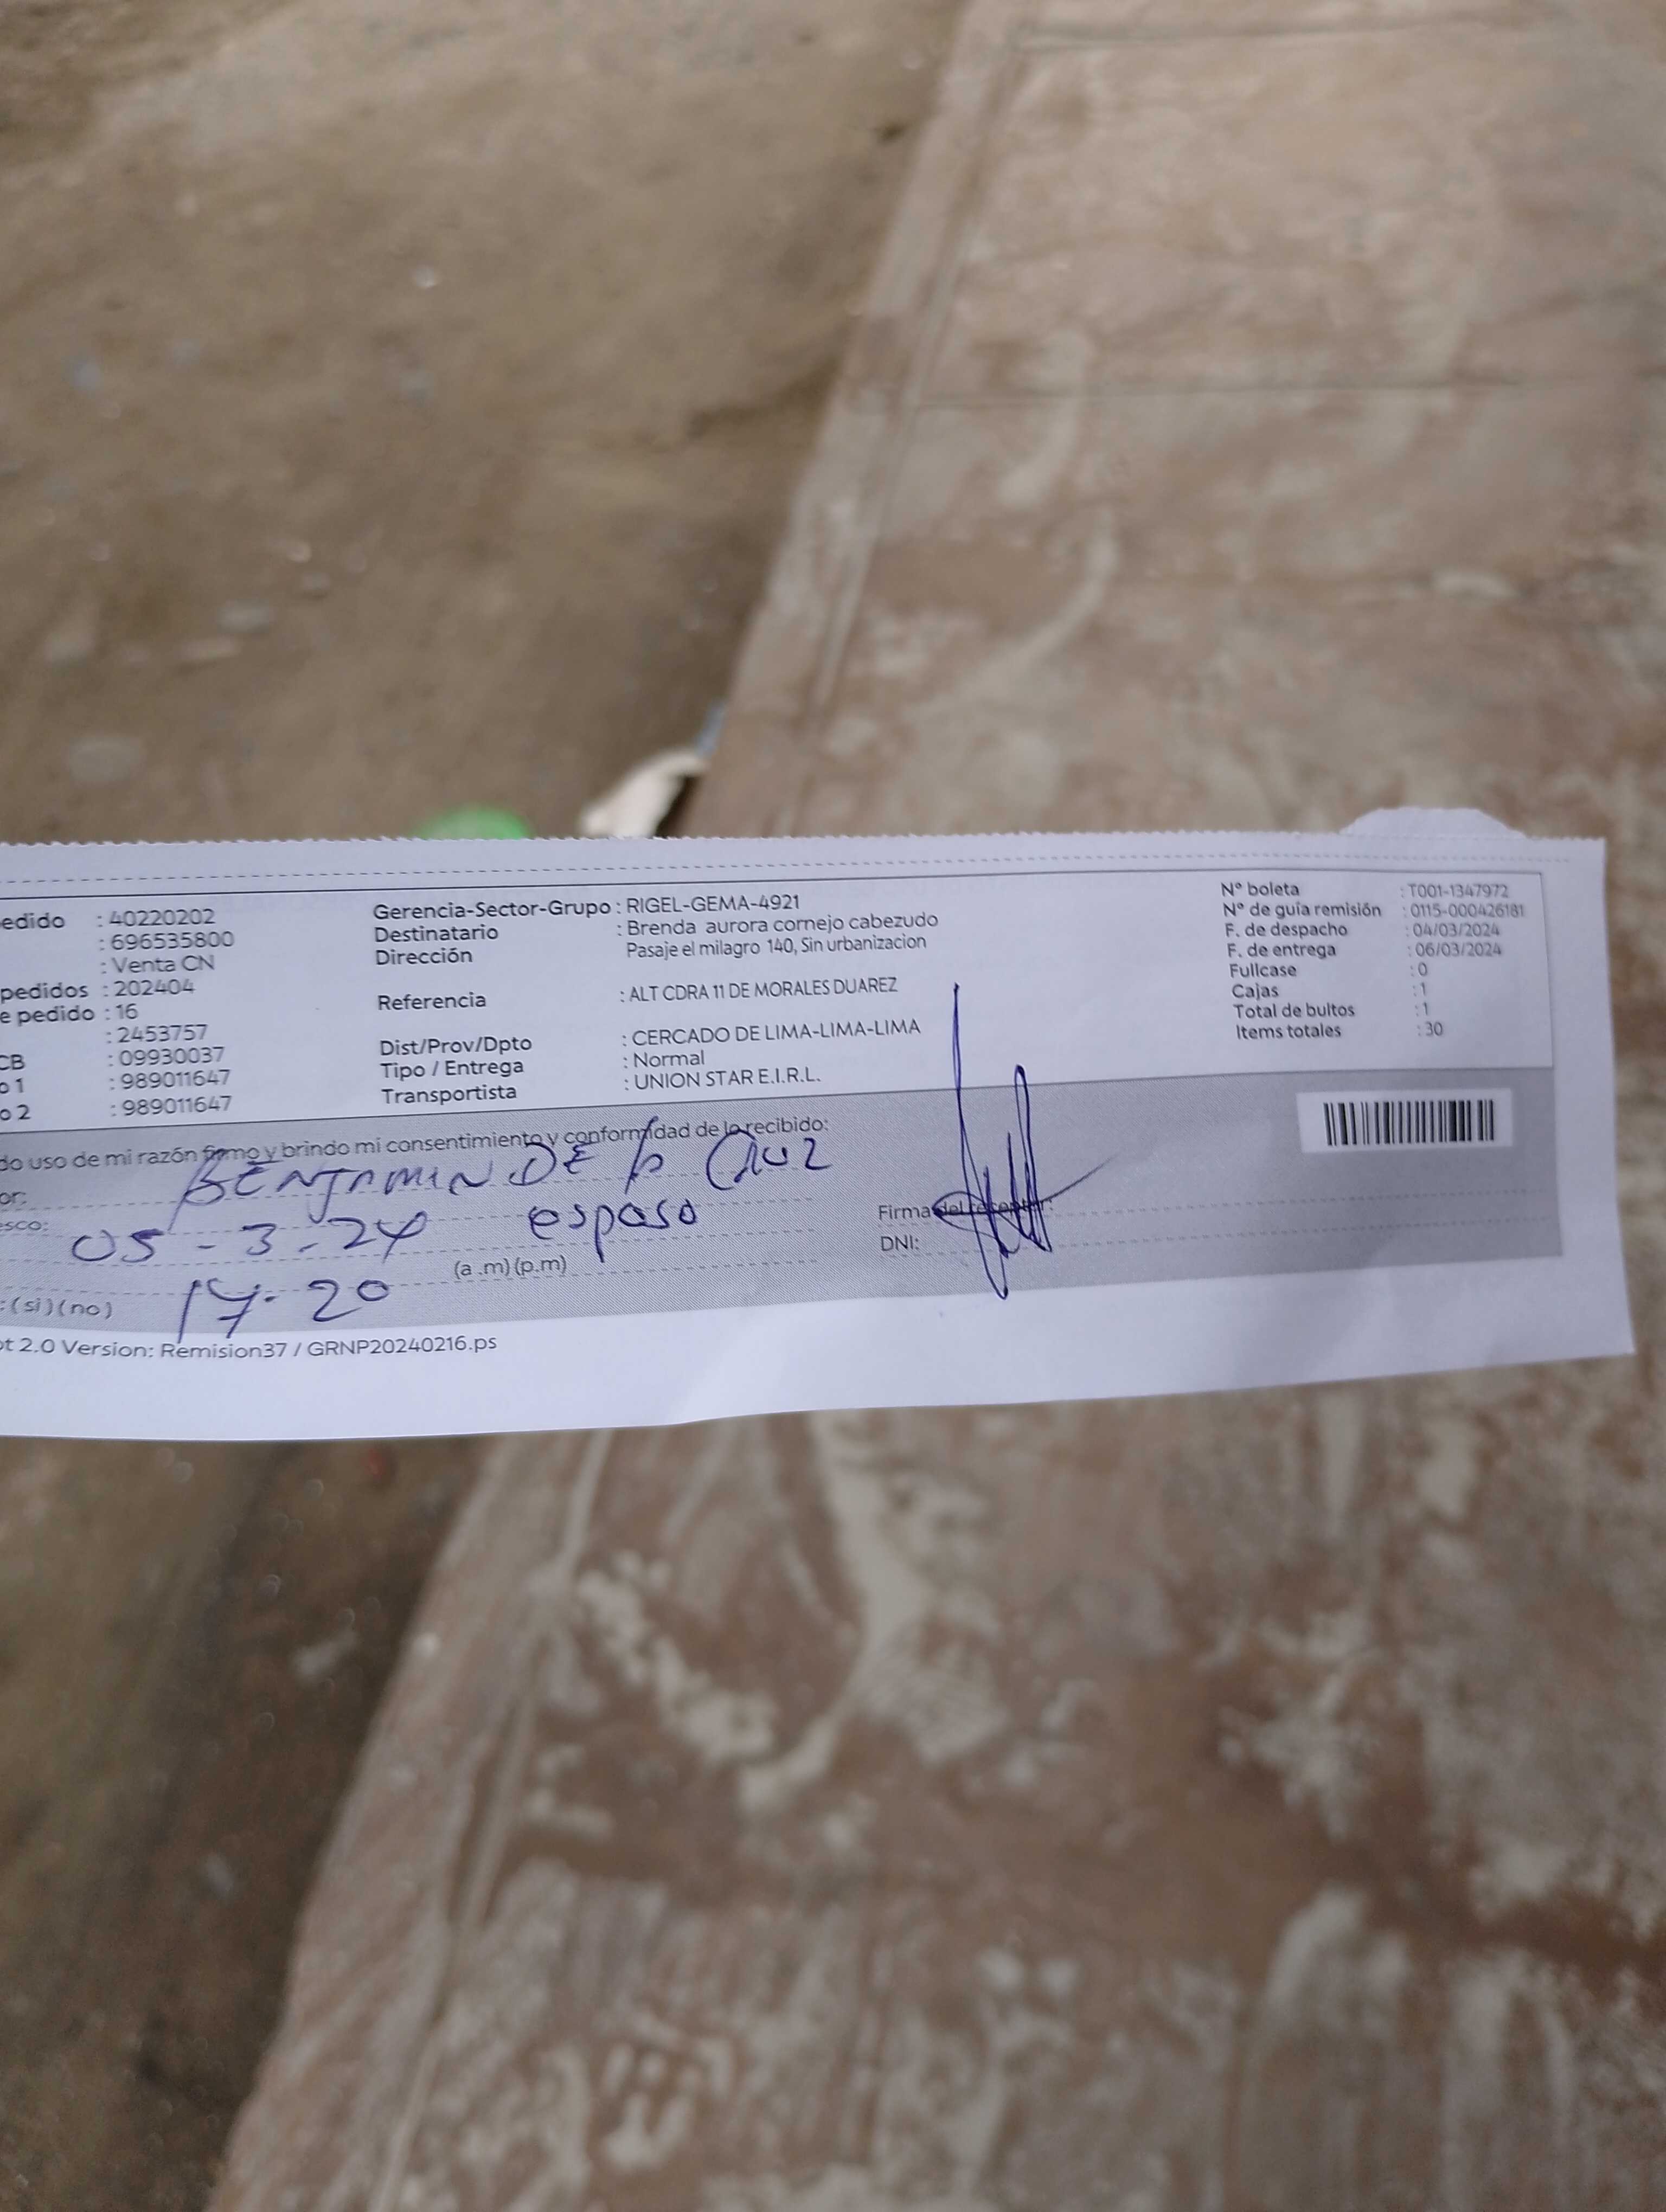 edido : 40220202
: 696535800
: Venta CN
pedidos : 202404
e pedido : 16
: 2453757
CB : 09930037
o 1 : 989011647
o 2 : 989011647
Gerencia-Sector-Grupo : RIGEL-GEMA-4921
Destinatario : Brenda aurora cornejo cabezudo
Dirección Pasaje el milagro 140, Sin urbanizacion
Referencia : ALT CDRA 11 DE MORALES DUAREZ
Dist/Prov/Dpto : CERCADO DE LIMA-LIMA-LIMA
Tipo / Entrega : Normal
Transportista : UNION STAR E.I.R.L.
N° boleta : T001-1347972
N° de guía remisión : 0115-000426181
F. de despacho : 04/03/2024
F. de entrega : 06/03/2024
Fullcase : 0
Cajas : 1
Total de bultos : 1
Items totales : 30
do uso de mi razón firmo y brindo mi consentimiento y conformidad de lo recibido:
or: BENJAMIN DE la CRUZ
esco: esposo
05-3-24
(a .m) (p.m)
: (si) (no) 17-20
Firma del receptor:
DNI:
ot 2.0 Version: Remision37 / GRNP20240216.ps